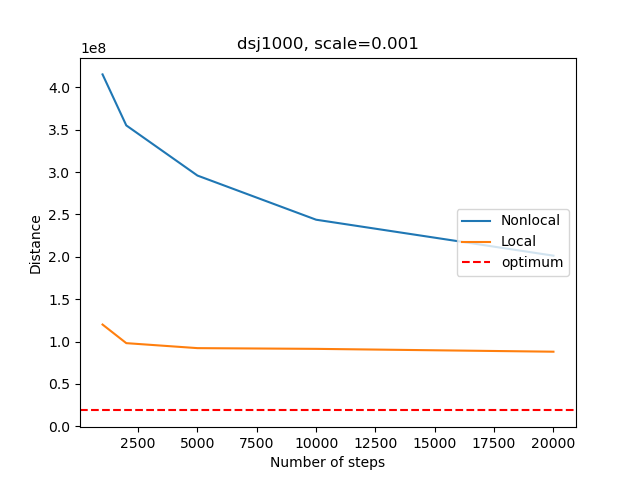 dsj1000, scale=0.001
1e8
4.0
3.5
3.0
2.5
2.0
1.5
1.0
0.5
0.0
Distance
Nonlocal
Local
optimum
2500 5000 7500 10000 12500 15000 17500 20000
Number of steps